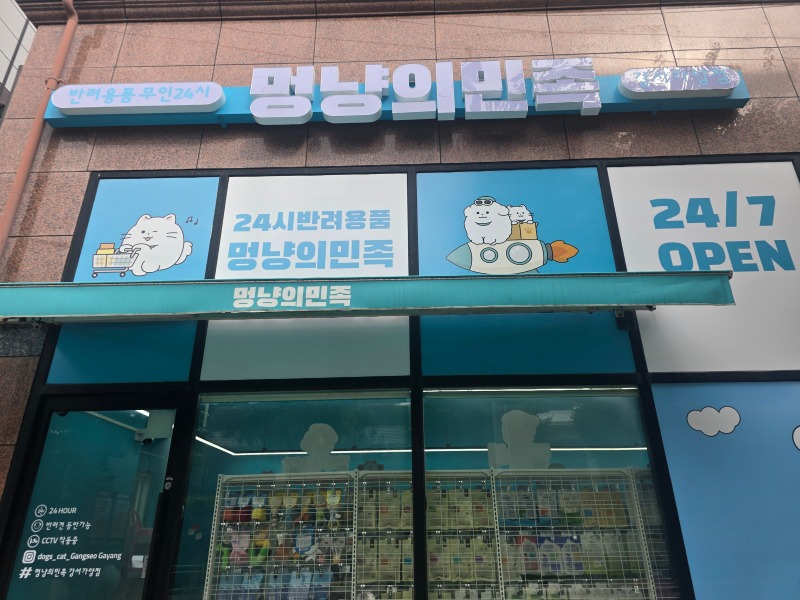 반려용품 무인24시
멍냥의민족
24시반려용품
멍냥의민족
24/7
OPEN
멍냥의민족
24 HOUR
반려견 동반가능
CCTV 작동중
dogs_cat_Gangseo Gayang
#멍냥의민족 강서가양점